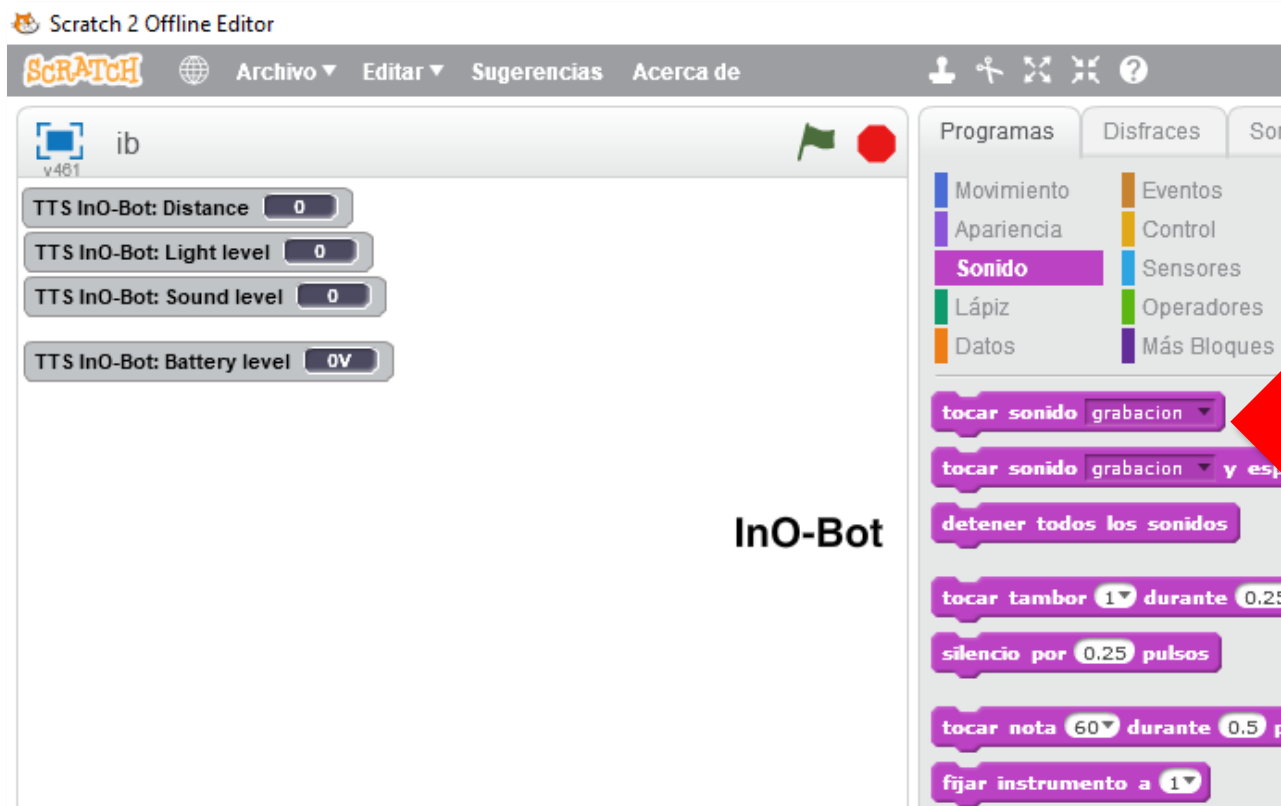 Scratch 2 Offline Editor
SCRATCH Archivo Editar Sugerencias Acerca de
ib
v461
TTS InO-Bot: Distance 0
TTS InO-Bot: Light level 0
TTS InO-Bot: Sound level 0
TTS InO-Bot: Battery level 0V
InO-Bot
Programas Disfraces
Movimiento Eventos
Apariencia Control
Sonido Sensores
Lápiz Operadores
Datos Más Bloques
tocar sonido grabacion
tocar sonido grabacion y
detener todos los sonidos
tocar tambor 1 durante 0.25
silencio por 0.25 pulsos
tocar nota 60 durante 0.5
fijar instrumento a 1